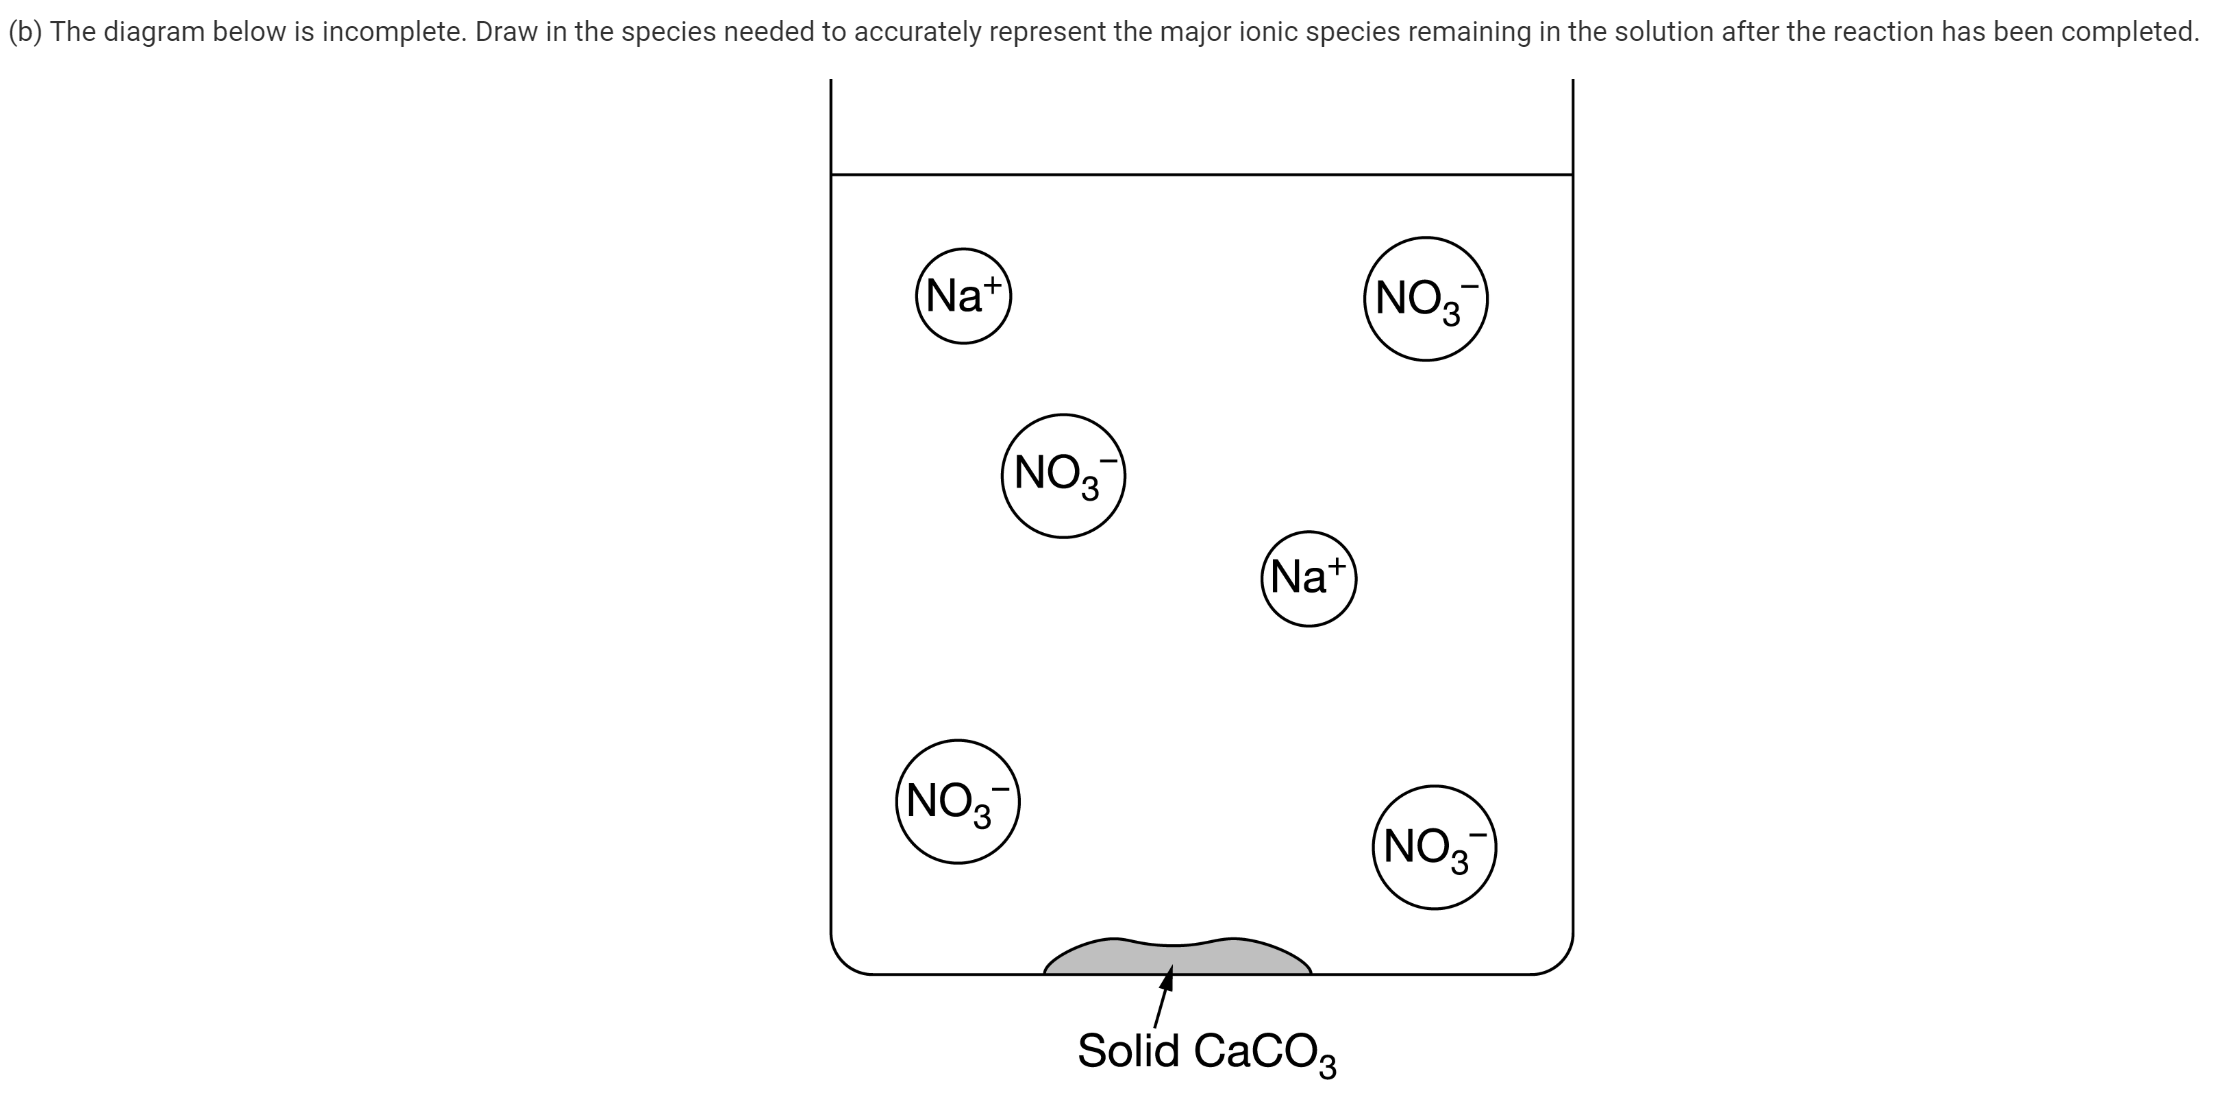 (b) The diagram below is incomplete. Draw in the species needed to accurately represent the major ionic species remaining in the solution after the reaction has been completed.
Na⁺
NO₃⁻
NO₃⁻
Na⁺
NO₃⁻
NO₃⁻
Solid CaCO₃